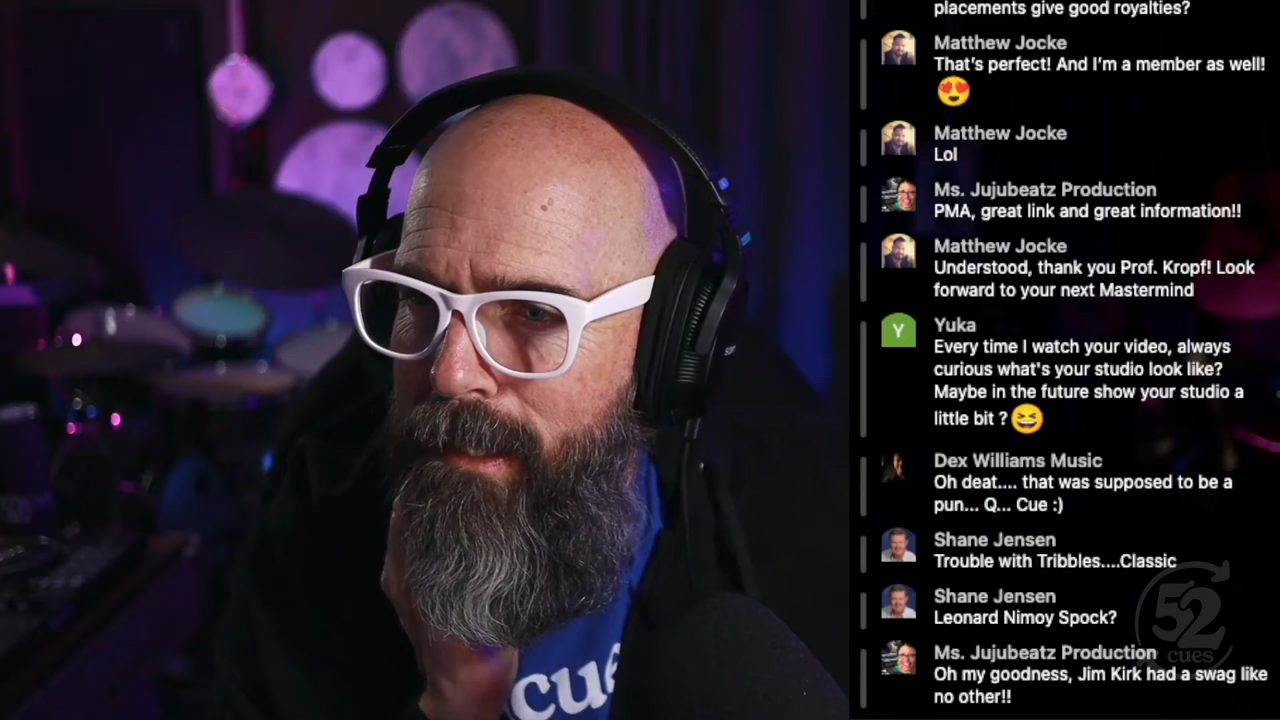 placements give good royalties?
Matthew Jocke
That's perfect! And I'm a member as well!
Matthew Jocke
Lol
Ms. Jujubeatz Production
PMA, great link and great information!!
Matthew Jocke
Understood, thank you Prof. Kropf! Look
forward to your next Mastermind
Y
Yuka
Every time I watch your video, always
curious what's your studio look like?
Maybe in the future show your studio a
little bit ?
Dex Williams Music
Oh deat.... that was supposed to be a
pun... Q... Cue :)
Shane Jensen
Trouble with Tribbles....Classic
Shane Jensen
Leonard Nimoy Spock?
Ms. Jujubeatz Production
Oh my goodness, Jim Kirk had a swag like
no other!!
52
cues
cue